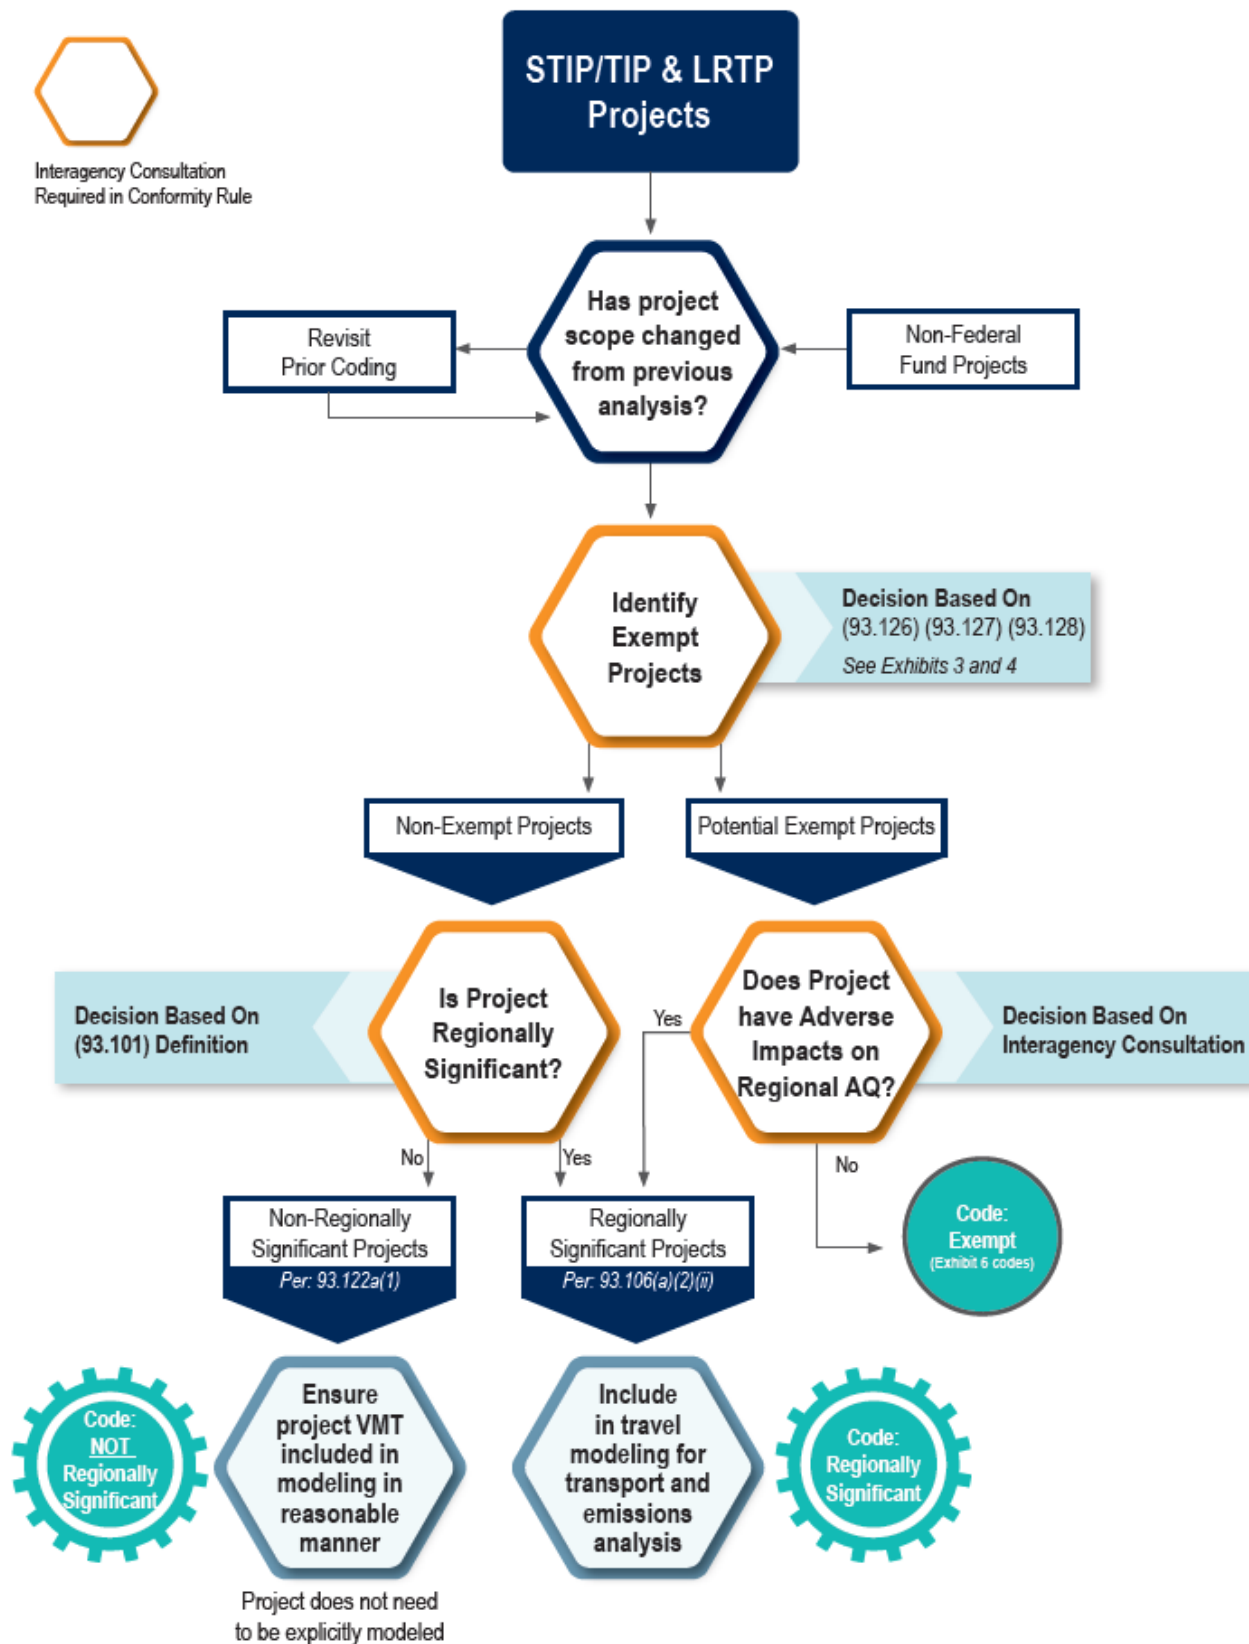 STIP/TIP & LRTP
Projects
Interagency Consultation
Required in Conformity Rule
Has project
scope changed
from previous
analysis?
Revisit
Prior Coding
Non-Federal
Fund Projects
Identify
Exempt
Projects
Decision Based On
(93.126) (93.127) (93.128)
See Exhibits 3 and 4
Non-Exempt Projects
Potential Exempt Projects
Decision Based On
(93.101) Definition
Is Project
Regionally
Significant?
Yes
Does Project
have Adverse
Impacts on
Regional AQ?
Decision Based On
Interagency Consultation
No
Yes
No
Non-Regionally
Significant Projects
Per: 93.122a(1)
Regionally
Significant Projects
Per: 93.106(a)(2)(ii)
Code:
Exempt
(Exhibit 6 codes)
Code:
NOT
Regionally
Significant
Ensure
project VMT
included in
modeling in
reasonable
manner
Include
in travel
modeling for
transport and
emissions
analysis
Code:
Regionally
Significant
Project does not need
to be explicitly modeled